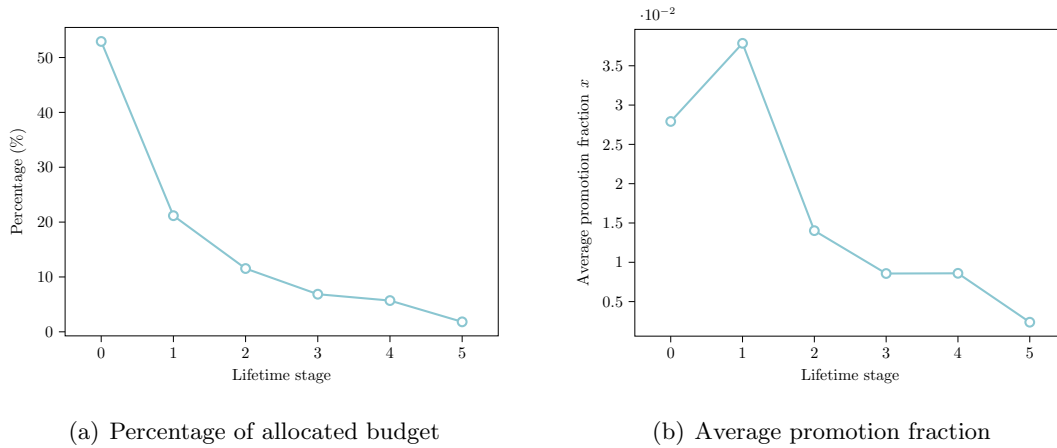 50
40
30
20
10
0
Percentage (%)
0 1 2 3 4 5
Lifetime stage
(a) Percentage of allocated budget
·10−2
3.5
3
2.5
2
1.5
1
0.5
Average promotion fraction x
0 1 2 3 4 5
Lifetime stage
(b) Average promotion fraction